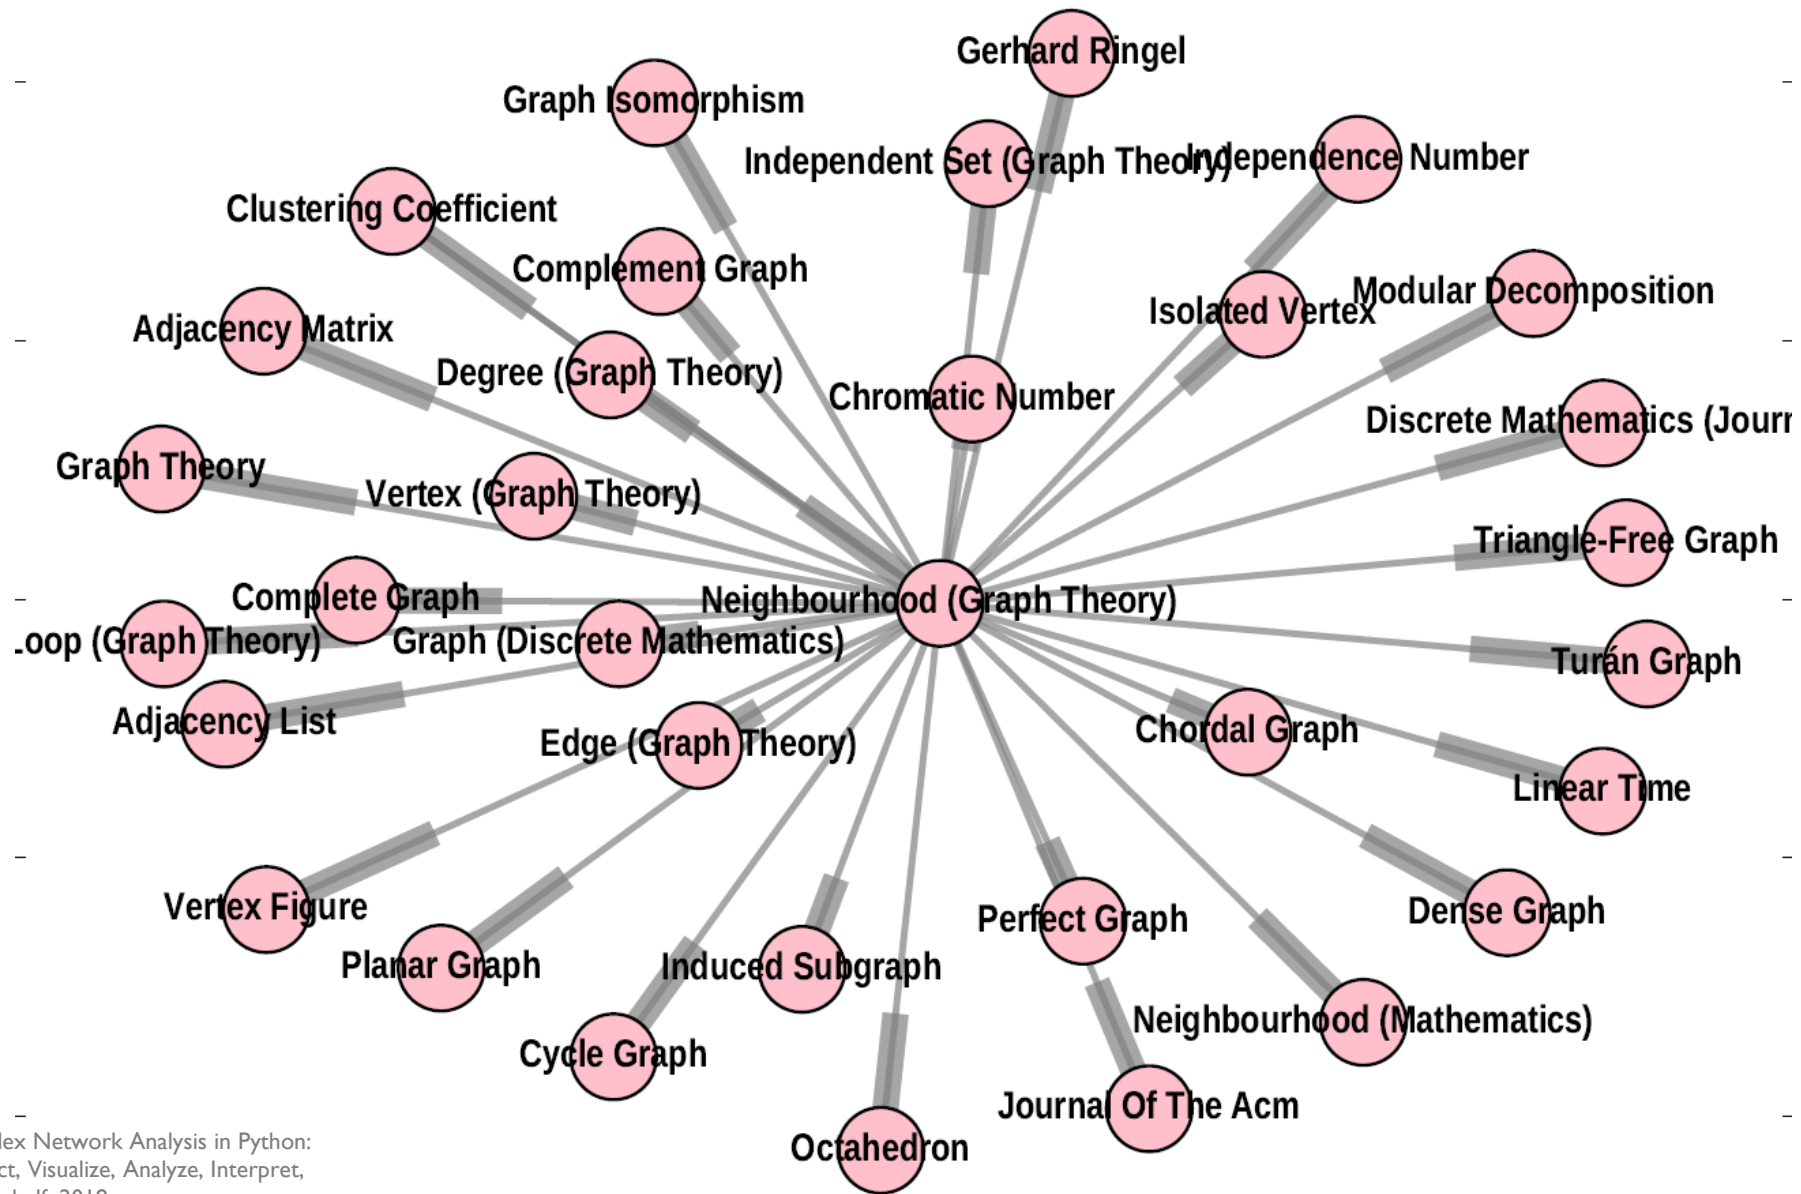 Gerhard Ringel
Graph Isomorphism
Independent Set (Graph Theory)
Independence Number
Clustering Coefficient
Complement Graph
Modular Decomposition
Isolated Vertex
Adjacency Matrix
Degree (Graph Theory)
Chromatic Number
Discrete Mathematics (Jour
Graph Theory
Vertex (Graph Theory)
Triangle-Free Graph
Complete Graph
Neighbourhood (Graph Theory)
oop (Graph Theory)
Graph (Discrete Mathematics)
Turán Graph
Adjacency List
Edge (Graph Theory)
Chordal Graph
Linear Time
Vertex Figure
Perfect Graph
Dense Graph
Planar Graph
Induced Subgraph
Neighbourhood (Mathematics)
Cycle Graph
Journal Of The Acm
Octahedron
lex Network Analysis in Python:
ct, Visualize, Analyze, Interpret,